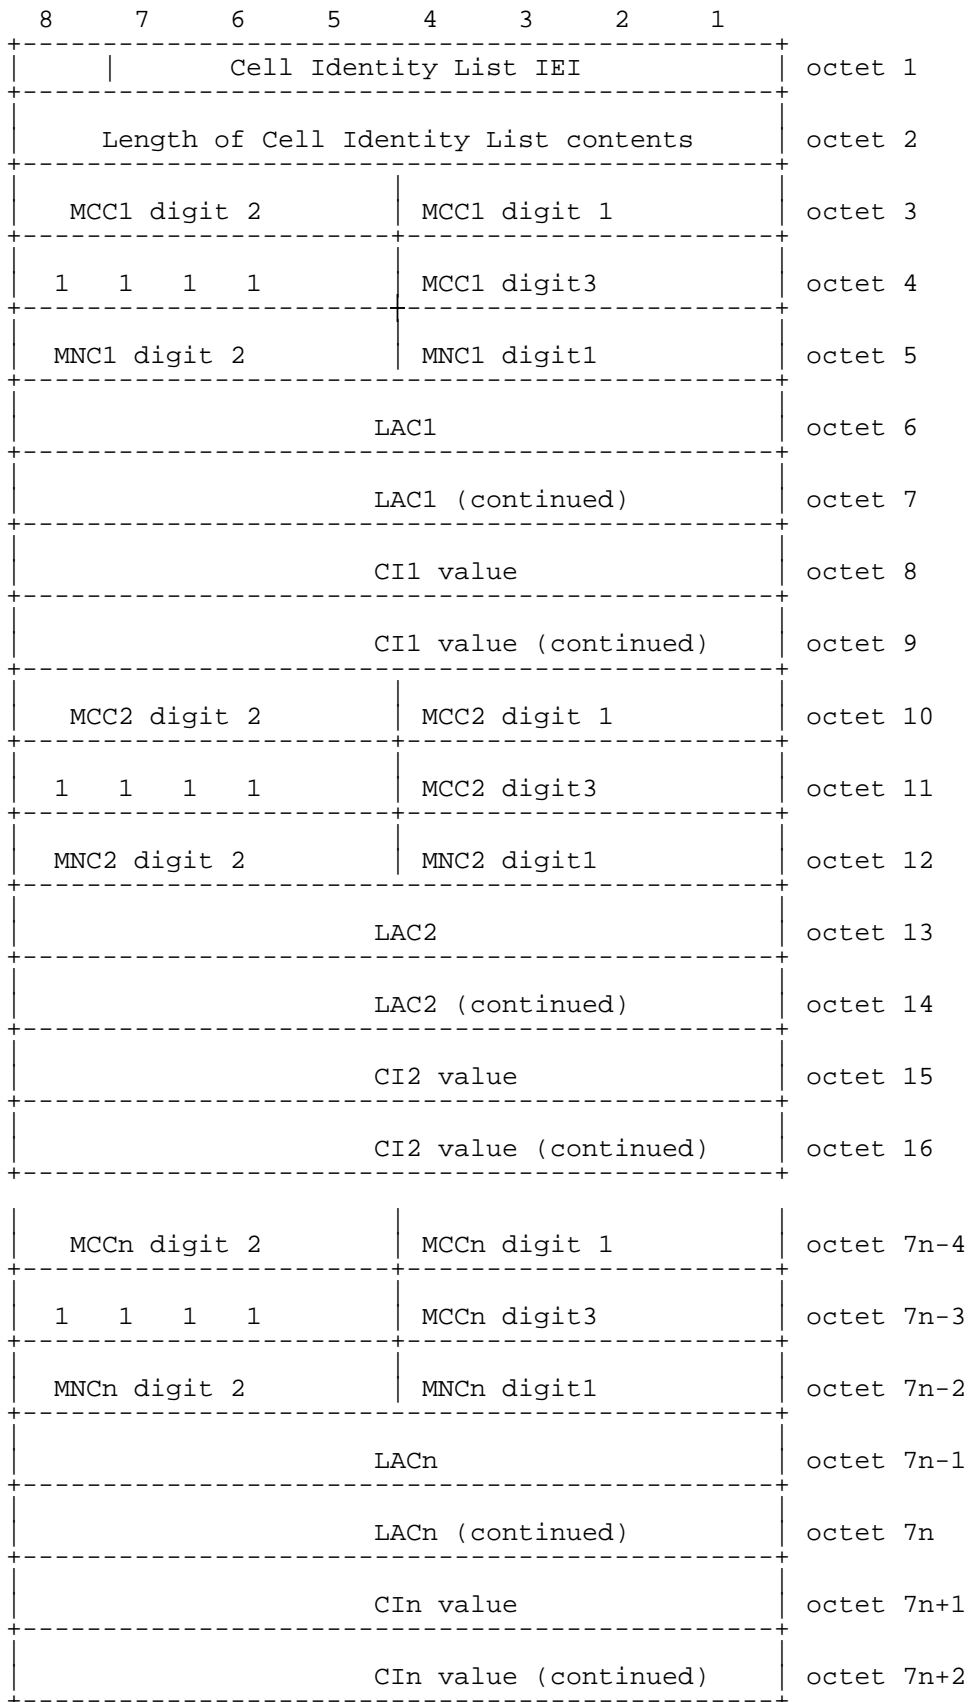 8 7 6 5 4 3 2 1
Cell Identity List IEI octet 1
Length of Cell Identity List contents octet 2
MCC1 digit 2 MCC1 digit 1 octet 3
1 1 1 1 MCC1 digit3 octet 4
MNC1 digit 2 MNC1 digit1 octet 5
LAC1 octet 6
LAC1 (continued) octet 7
CI1 value octet 8
CI1 value (continued) octet 9
MCC2 digit 2 MCC2 digit 1 octet 10
1 1 1 1 MCC2 digit3 octet 11
MNC2 digit 2 MNC2 digit1 octet 12
LAC2 octet 13
LAC2 (continued) octet 14
CI2 value octet 15
CI2 value (continued) octet 16
MCCn digit 2 MCCn digit 1 octet 7n-4
1 1 1 1 MCCn digit3 octet 7n-3
MNCn digit 2 MNCn digit1 octet 7n-2
LACn octet 7n-1
LACn (continued) octet 7n
CIn value octet 7n+1
CIn value (continued) octet 7n+2